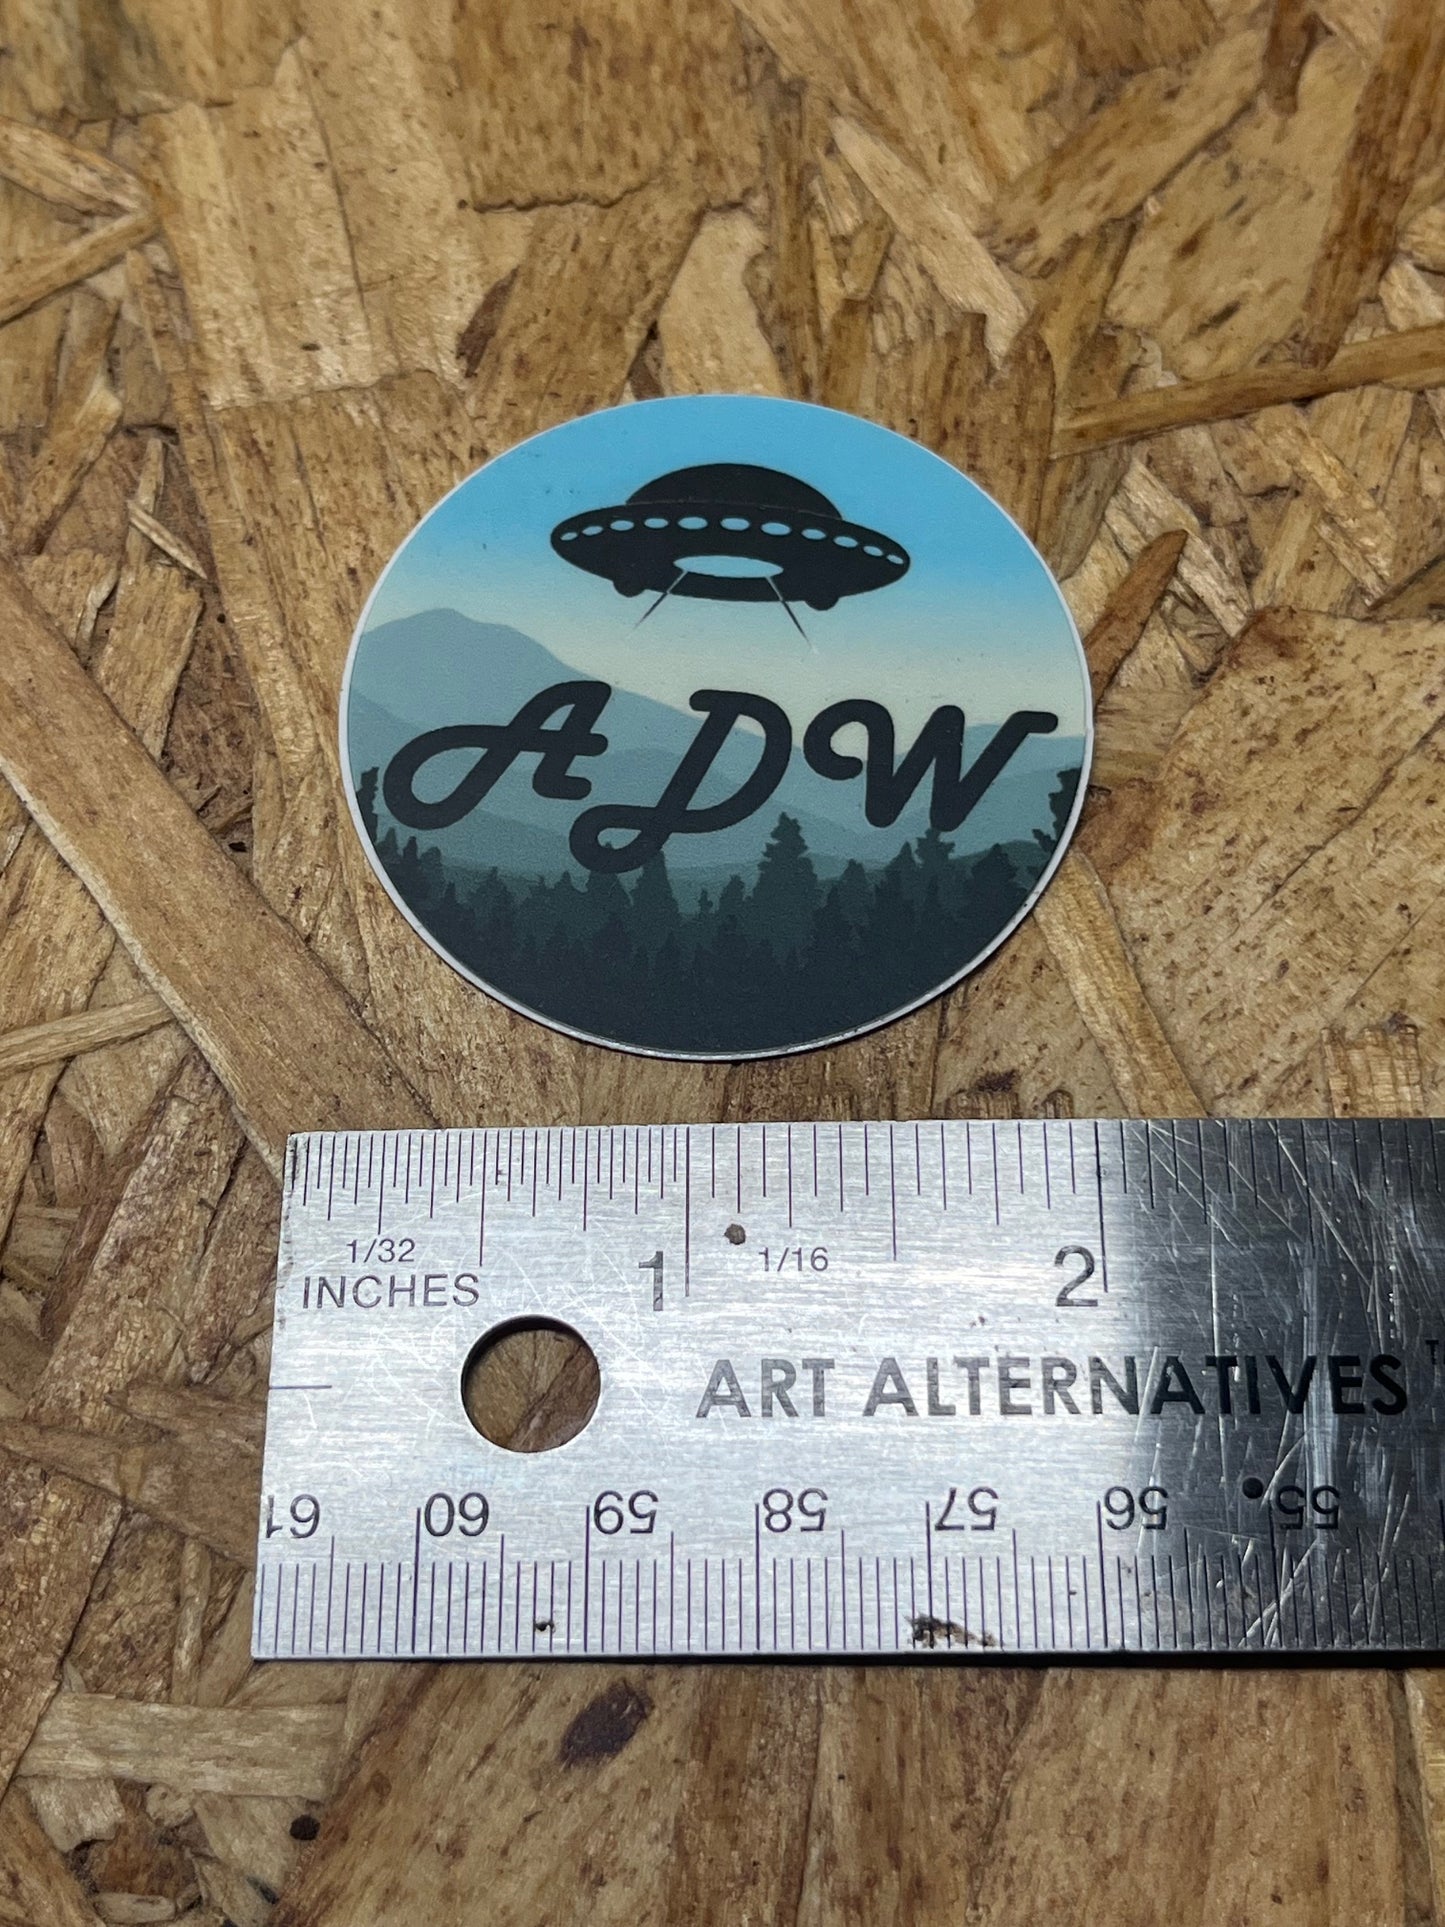 ADW
1/32 1 1/16 2
INCHES
ART ALTERNATIVES
61 60 59 58 57 56 55